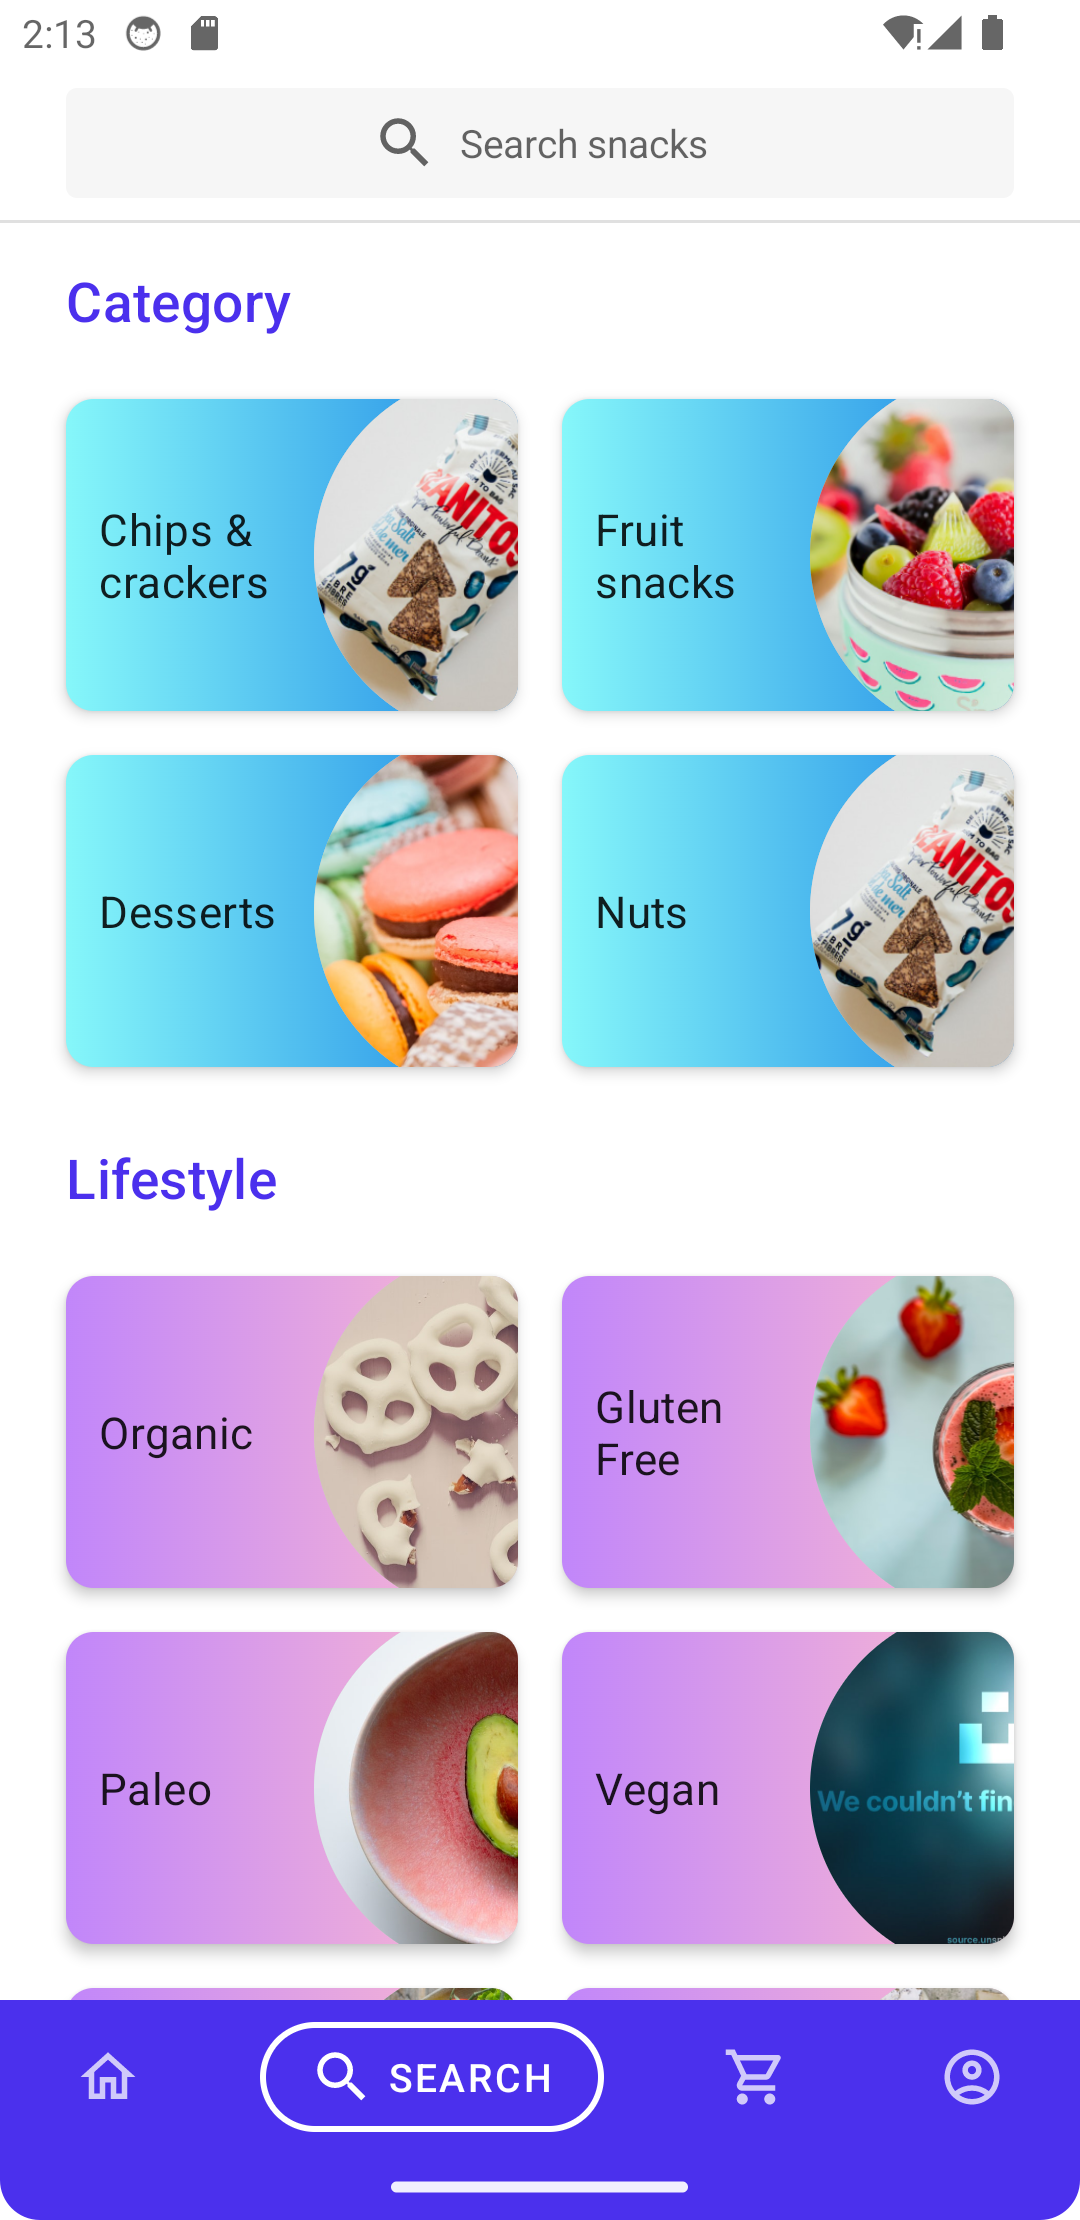 2:13
Search snacks
Category
Chips &
crackers
Fruit
snacks
Desserts
Nuts
Lifestyle
Organic
Gluten
Free
Paleo
Vegan
We couldn't fin
SEARCH